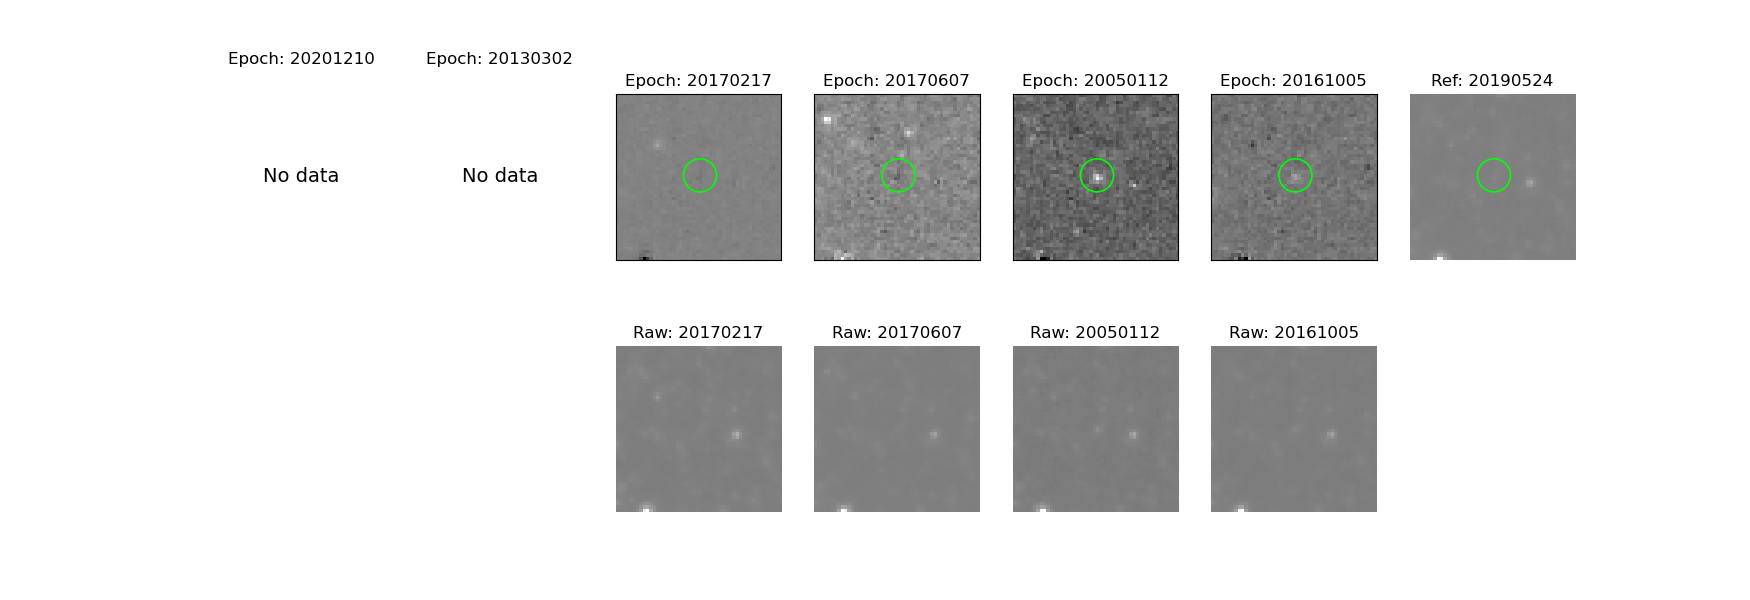 Epoch: 20201210
Epoch: 20130302
Epoch: 20170217
Epoch: 20170607
Epoch: 20050112
Epoch: 20161005
Ref: 20190524
No data
No data
Raw: 20170217
Raw: 20170607
Raw: 20050112
Raw: 20161005